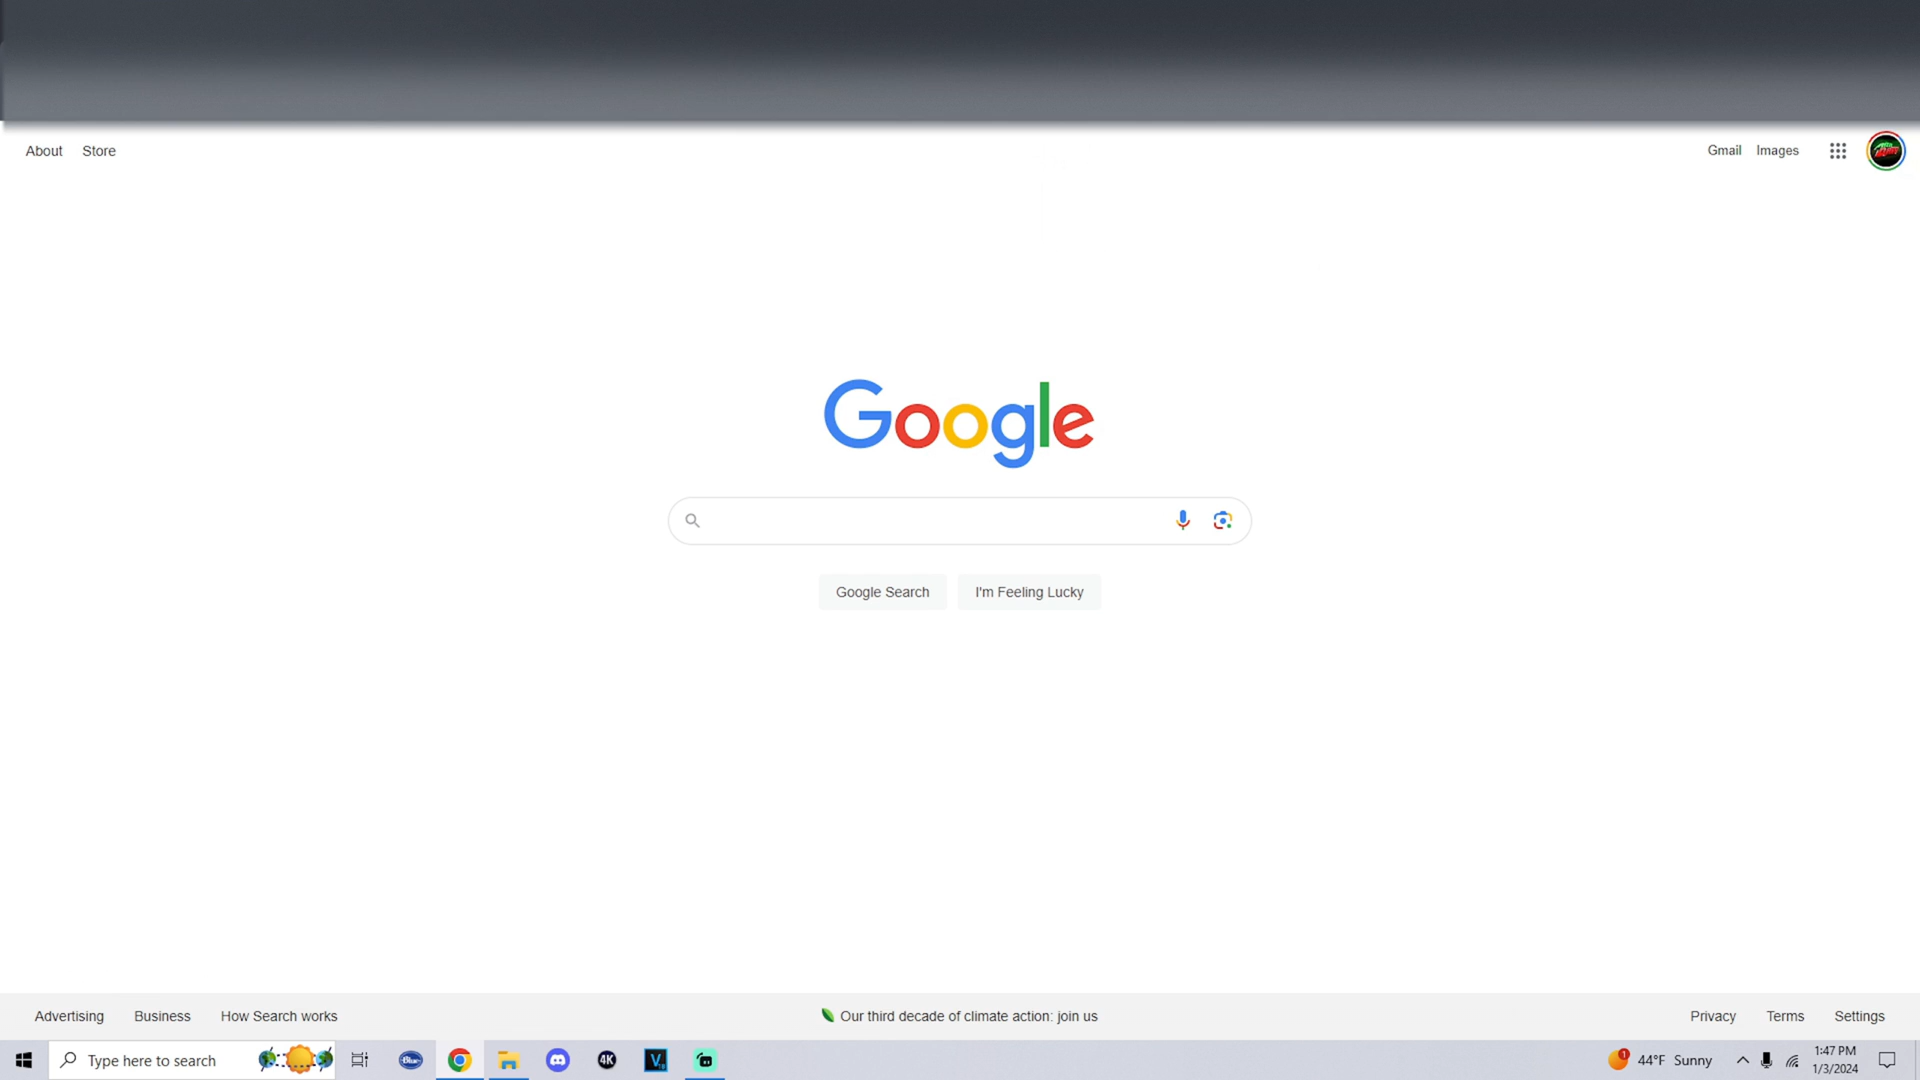 About Store
Gmail Images
Google
Google Search I'm Feeling Lucky
Advertising Business How Search works
Our third decade of climate action: join us
Privacy Terms Settings
Type here to search
Blue
4K
V
1
44°F Sunny
1:47 PM
1/3/2024